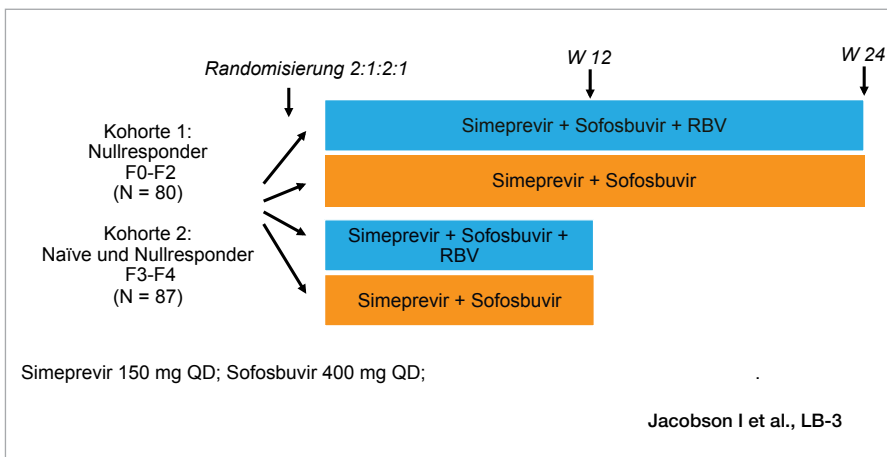 Randomisierung 2:1:2:1
W 12
W 24
Kohorte 1:
Nullresponder
F0-F2
(N = 80)
Kohorte 2:
Naïve und Nullresponder
F3-F4
(N = 87)
Simeprevir + Sofosbuvir + RBV
Simeprevir + Sofosbuvir
Simeprevir + Sofosbuvir +
RBV
Simeprevir + Sofosbuvir
Simeprevir 150 mg QD; Sofosbuvir 400 mg QD; .
Jacobson I et al., LB-3